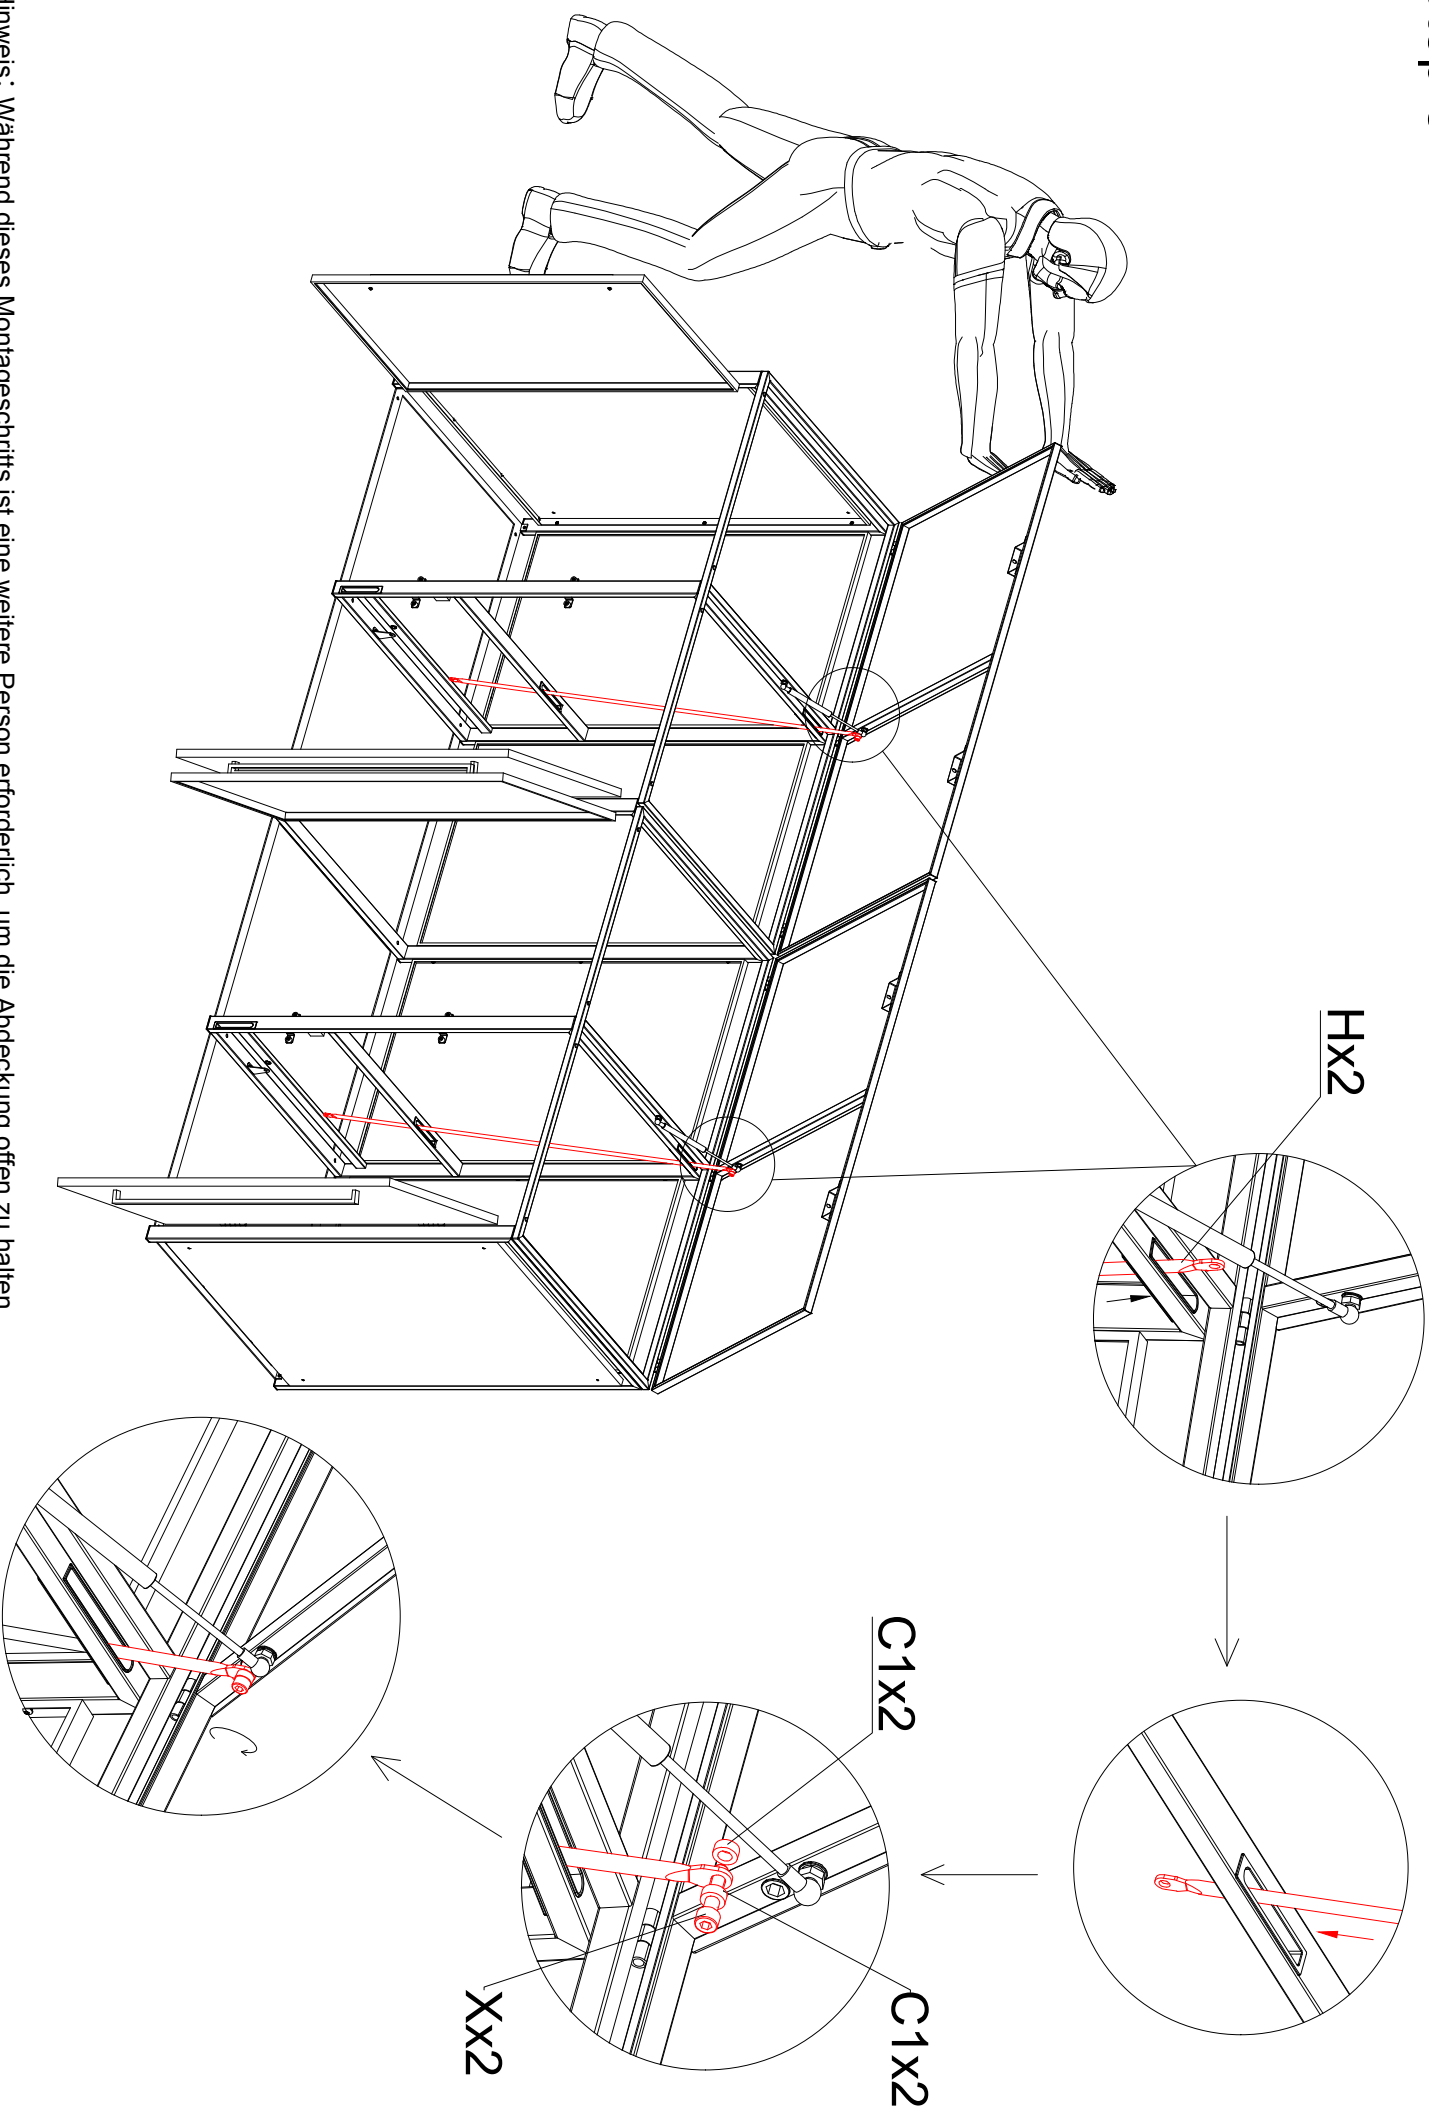 Hx2
C1x2
C1x2
Xx2
Während dieses Montageschritts ist eine weitere Person erforderlich, um die Abdeckung offen zu halten